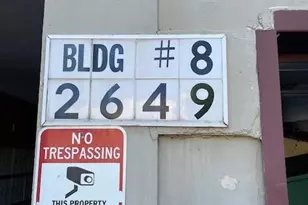 BLDG # 8
2649
NO
TRESPASSING
THIS PROPERTY